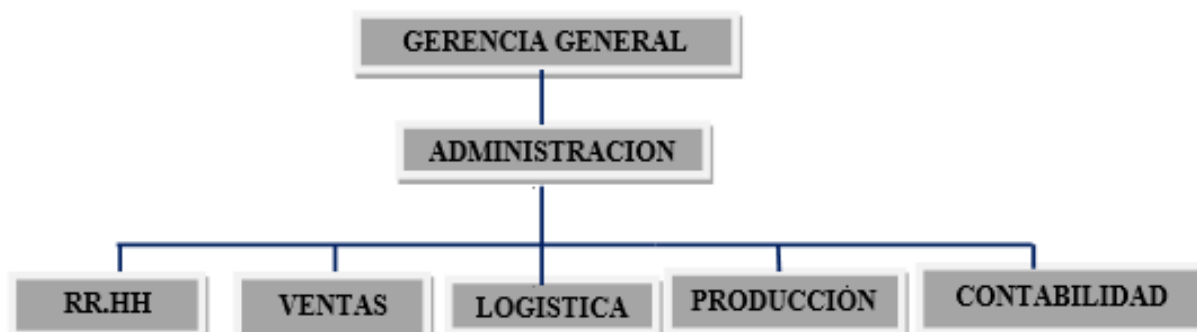 GERENCIA GENERAL
ADMINISTRACION
RR.HH
VENTAS
LOGISTICA
PRODUCCIÓN
CONTABILIDAD